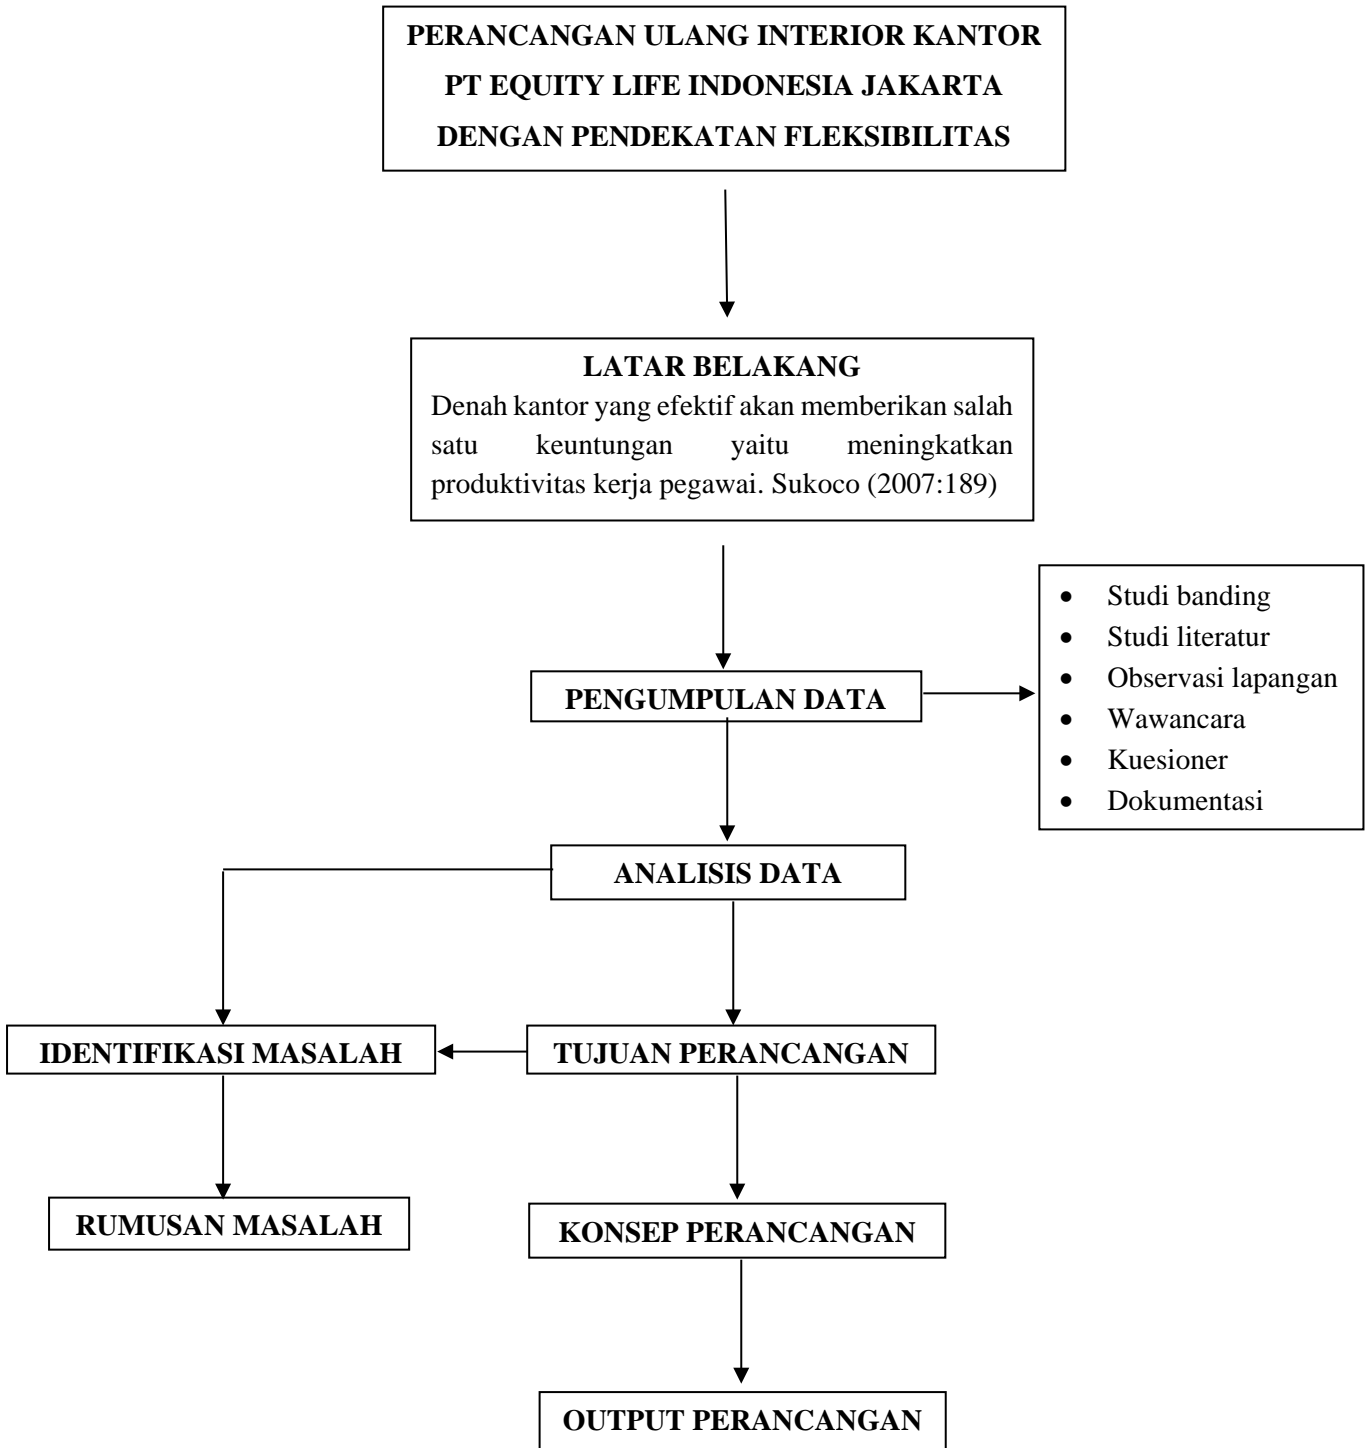 PERANCANGAN ULANG INTERIOR KANTOR
PT EQUITY LIFE INDONESIA JAKARTA
DENGAN PENDEKATAN FLEKSIBILITAS
LATAR BELAKANG
Denah kantor yang efektif akan memberikan salah
satu keuntungan yaitu meningkatkan
produktivitas kerja pegawai. Sukoco (2007:189)
PENGUMPULAN DATA
• Studi banding
• Studi literatur
• Observasi lapangan
• Wawancara
• Kuesioner
• Dokumentasi
ANALISIS DATA
IDENTIFIKASI MASALAH
TUJUAN PERANCANGAN
RUMUSAN MASALAH
KONSEP PERANCANGAN
OUTPUT PERANCANGAN